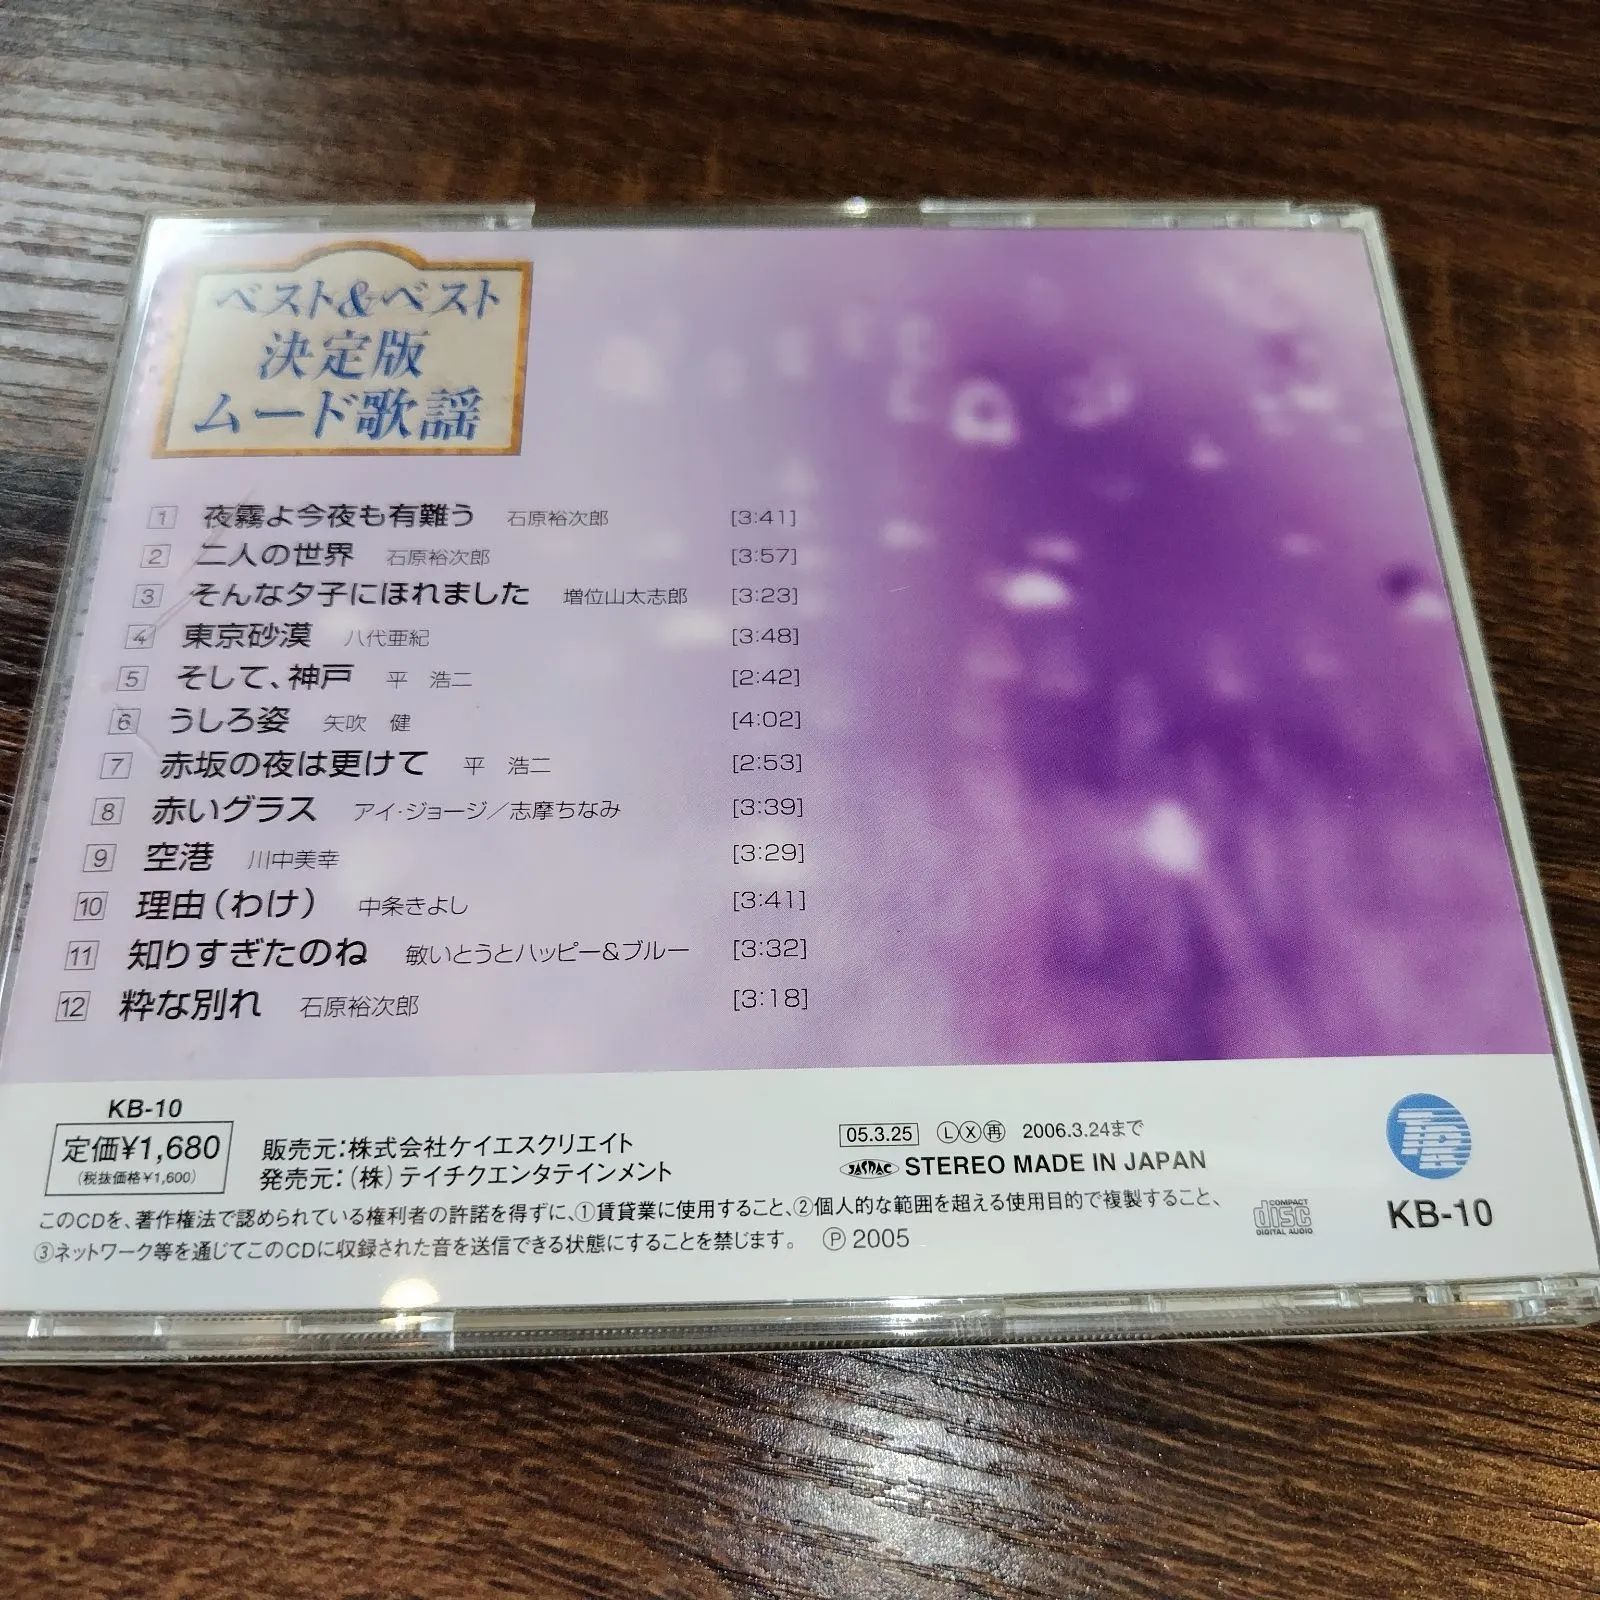 ベスト&ベスト
決定版
ムード歌謡
1 夜霧よ今夜も有難う 石原裕次郎 [3:41]
2 二人の世界 石原裕次郎 [3:57]
3 そんな夕子にほれました 増位山太志郎 [3:23]
4 東京砂漠 八代亜紀 [3:48]
5 そして、神戸 平 浩二 [2:42]
6 うしろ姿 矢吹 健 [4:02]
7 赤坂の夜は更けて 平 浩二 [2:53]
8 赤いグラス アイ・ジョージ／志摩ちなみ [3:39]
9 空港 川中美幸 [3:29]
10 理由（わけ） 中条きよし [3:41]
11 知りすぎたのね 敏いとうとハッピー&ブルー [3:32]
12 粋な別れ 石原裕次郎 [3:18]
KB-10
定価¥1,680
(税抜価格¥1,600)
販売元:株式会社ケイエスクリエイト
発売元:(株)テイチクエンタテインメント
05.3.25 Ⓛ Ⓧ 再 2006.3.24まで
JASRAC STEREO MADE IN JAPAN
このCDを、著作権法で認められている権利者の許諾を得ずに、①賃貸業に使用すること、②個人的な範囲を超える使用目的で複製すること、
③ネットワーク等を通じてこのCDに収録された音を送信できる状態にすることを禁じます。 Ⓟ 2005
COMPACT
disc
DIGITAL AUDIO
KB-10